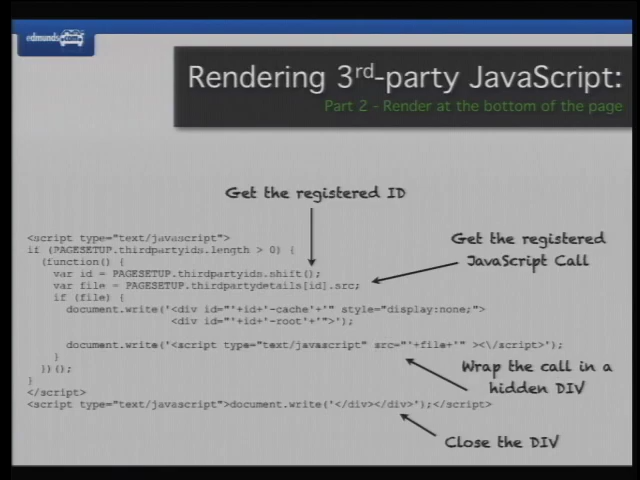 edmunds
Rendering 3rd-party JavaScript:
Part 2 - Render at the bottom of the page
Get the registered ID
Get the registered
JavaScript Call
<script type="text/javascript">
if (PAGESETUP.thirdpartyids.length > 0) {
(function() {
var id = PAGESETUP.thirdpartyids.shift();
var file = PAGESETUP.thirdpartydetails[id].src;
if (file) {
document.write('<div id="'+id+'-cache'+'" style="display:none;">
<div id="'+id+'-root'+'">');
document.write('<script type="text/javascript" src="'+file+'" ><\/script>');
}
})();
}
</script>
<script type="text/javascript">document.write('</div></div>');</script>
Wrap the call in a
hidden DIV
Close the DIV